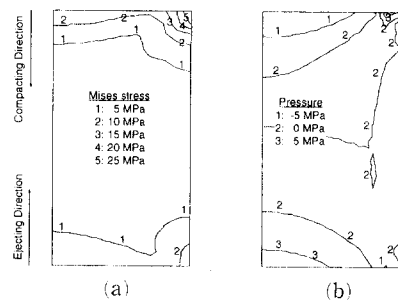 Compacting Direction
Ejecting Direction
2
1
3
4
5
2
1
Mises stress
1: 5 MPa
2: 10 MPa
3: 15 MPa
4: 20 MPa
5: 25 MPa
1
1
1
2
(a)
1
2
3
2
2
1
2
Pressure
1: -5 MPa
2: 0 MPa
3: 5 MPa
2
2
2
2
3
3
2
1
(b)